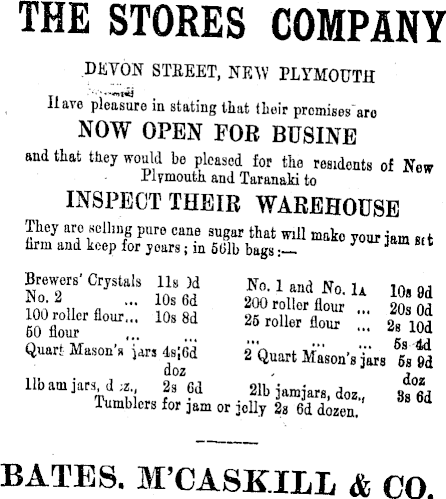 THE STORES COMPANY
DEVON STREET, NEW PLYMOUTH
Have pleasure in stating that their premises are
NOW OPEN FOR BUSINE
and that they would be pleased for the residents of New
Plymouth and Taranaki to
INSPECT THEIR WAREHOUSE
They are selling pure cane sugar that will make your jam set
firm and keep for years; in 56lb bags:—
Brewers' Crystals 11s )d
No. 2 ... 10s 6d
100 roller flour... 10s 8d
50 flour ... ...
Quart Mason's jars 4s;6d
doz
1lb am jars, d :z., 2s 6d
No. 1 and No. 1A 10s 9d
200 roller flour ... 20s 0d
25 roller flour ... 2s 10d
... ... ... 5s 4d
2 Quart Mason's jars 5s 9d
doz
2lb jamjars, doz., 3s 6d
Tumblers for jam or jelly 2s 6d dozen.
BATES. M'CASKILL & CO.